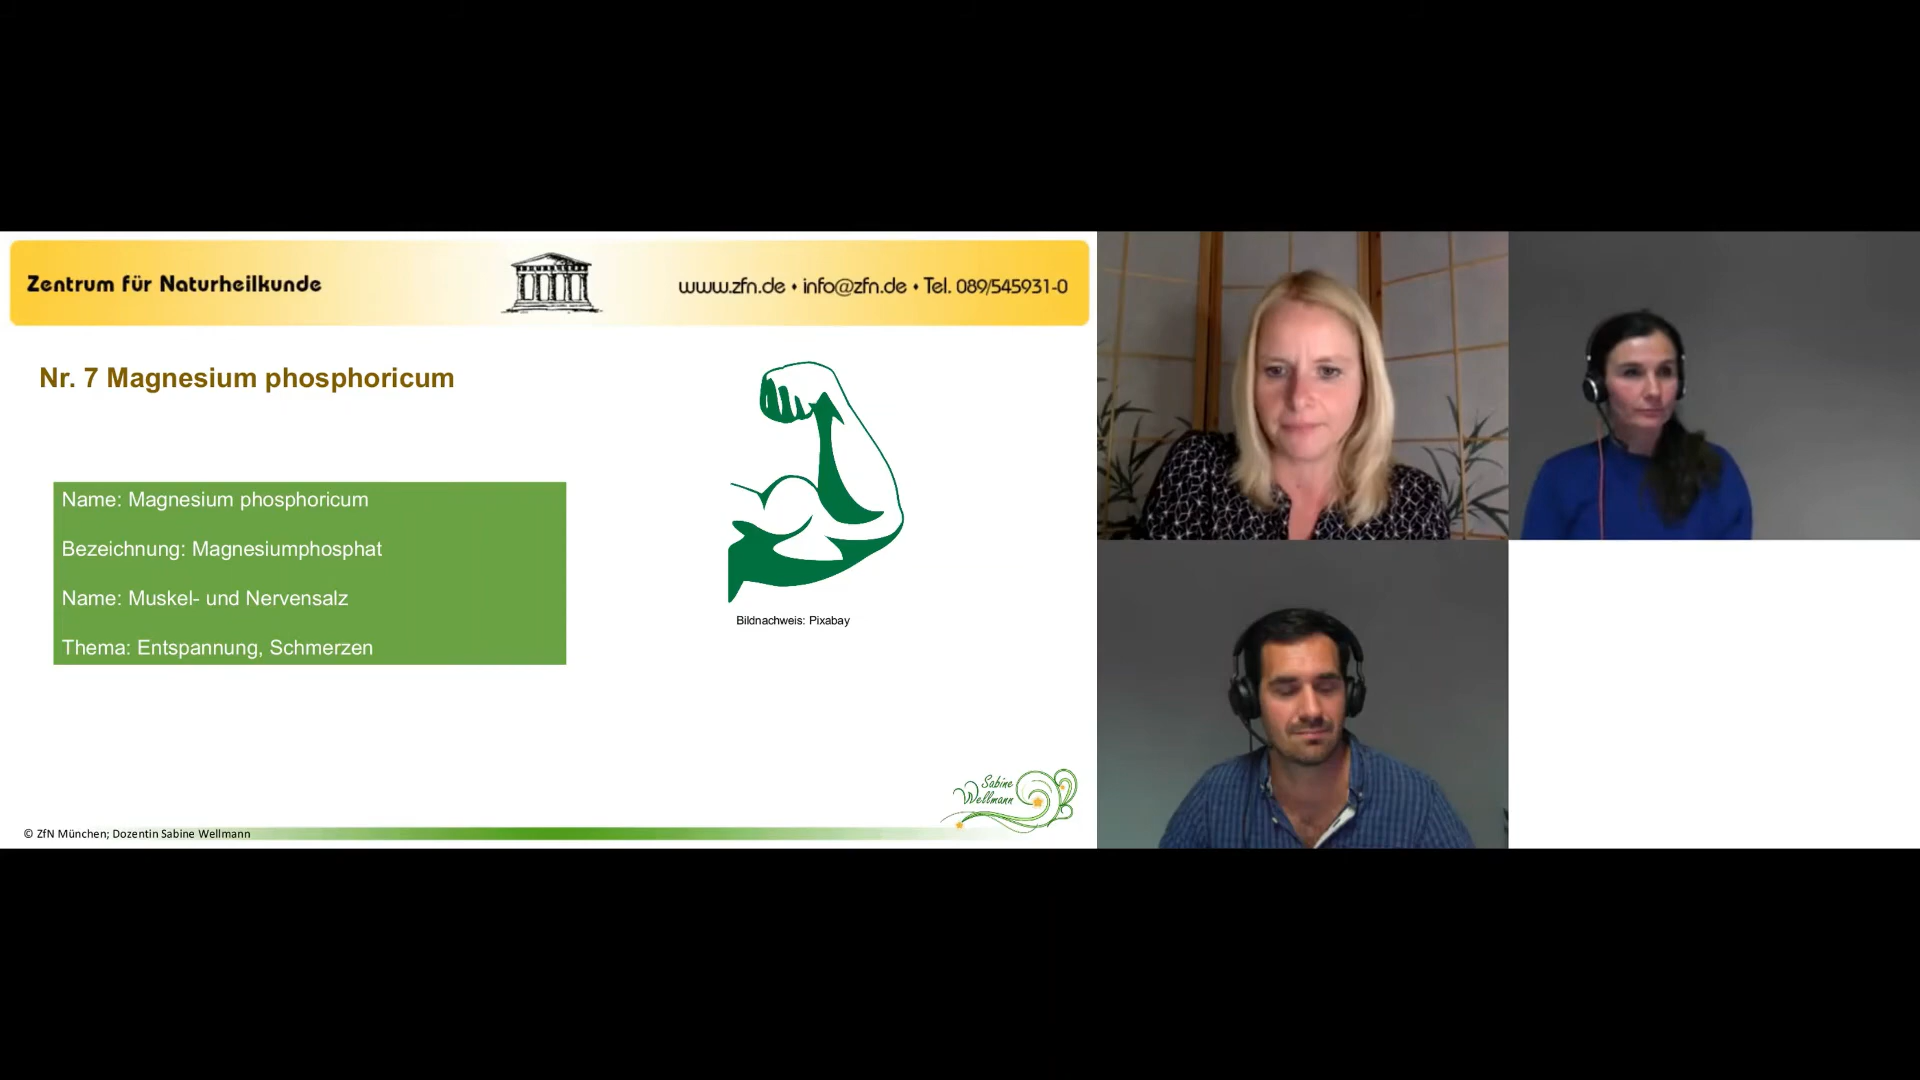 Zentrum für Naturheilkunde
www.zfn.de • info@zfn.de • Tel. 089/545931-0
Nr. 7 Magnesium phosphoricum
Name: Magnesium phosphoricum
Bezeichnung: Magnesiumphosphat
Name: Muskel- und Nervensalz
Thema: Entspannung, Schmerzen
Bildnachweis: Pixabay
Sabine
Wellmann
© ZfN München; Dozentin Sabine Wellmann